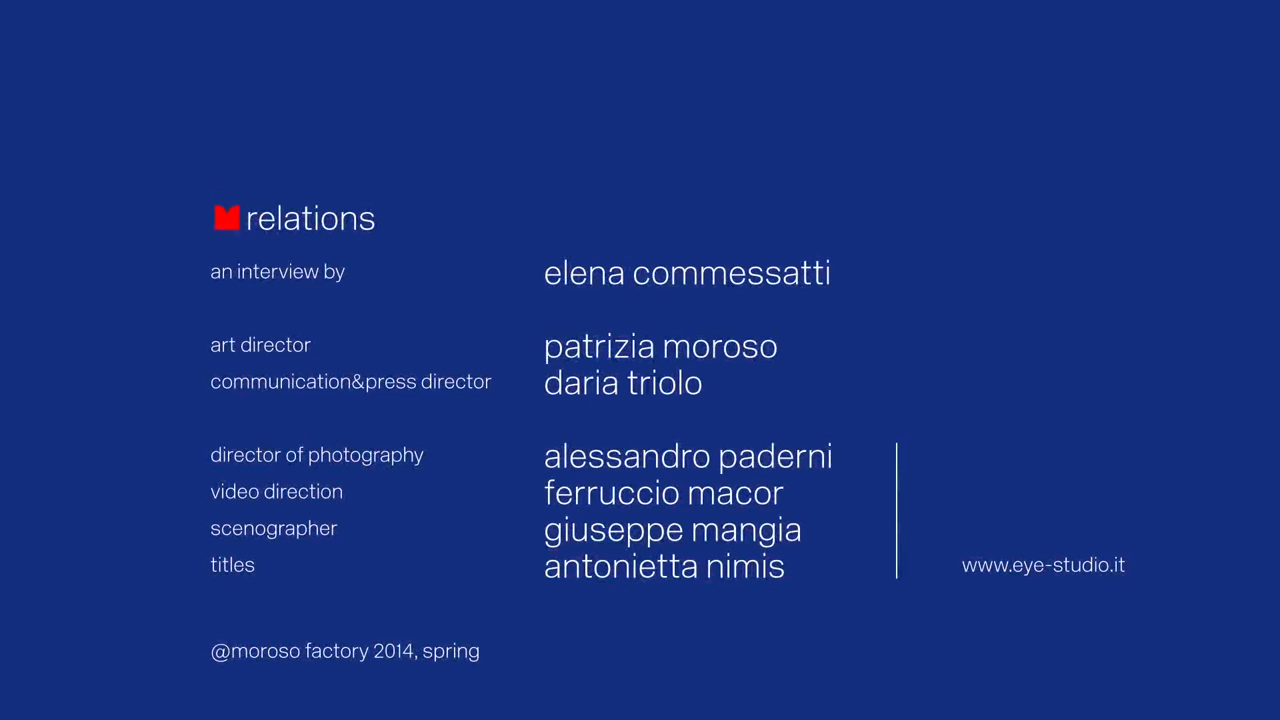 relations
an interview by elena commessatti
art director patrizia moroso
communication&press director daria triolo
director of photography alessandro paderni
video direction ferruccio macor
scenographer giuseppe mangia
titles antonietta nimis www.eye-studio.it
@moroso factory 2014, spring